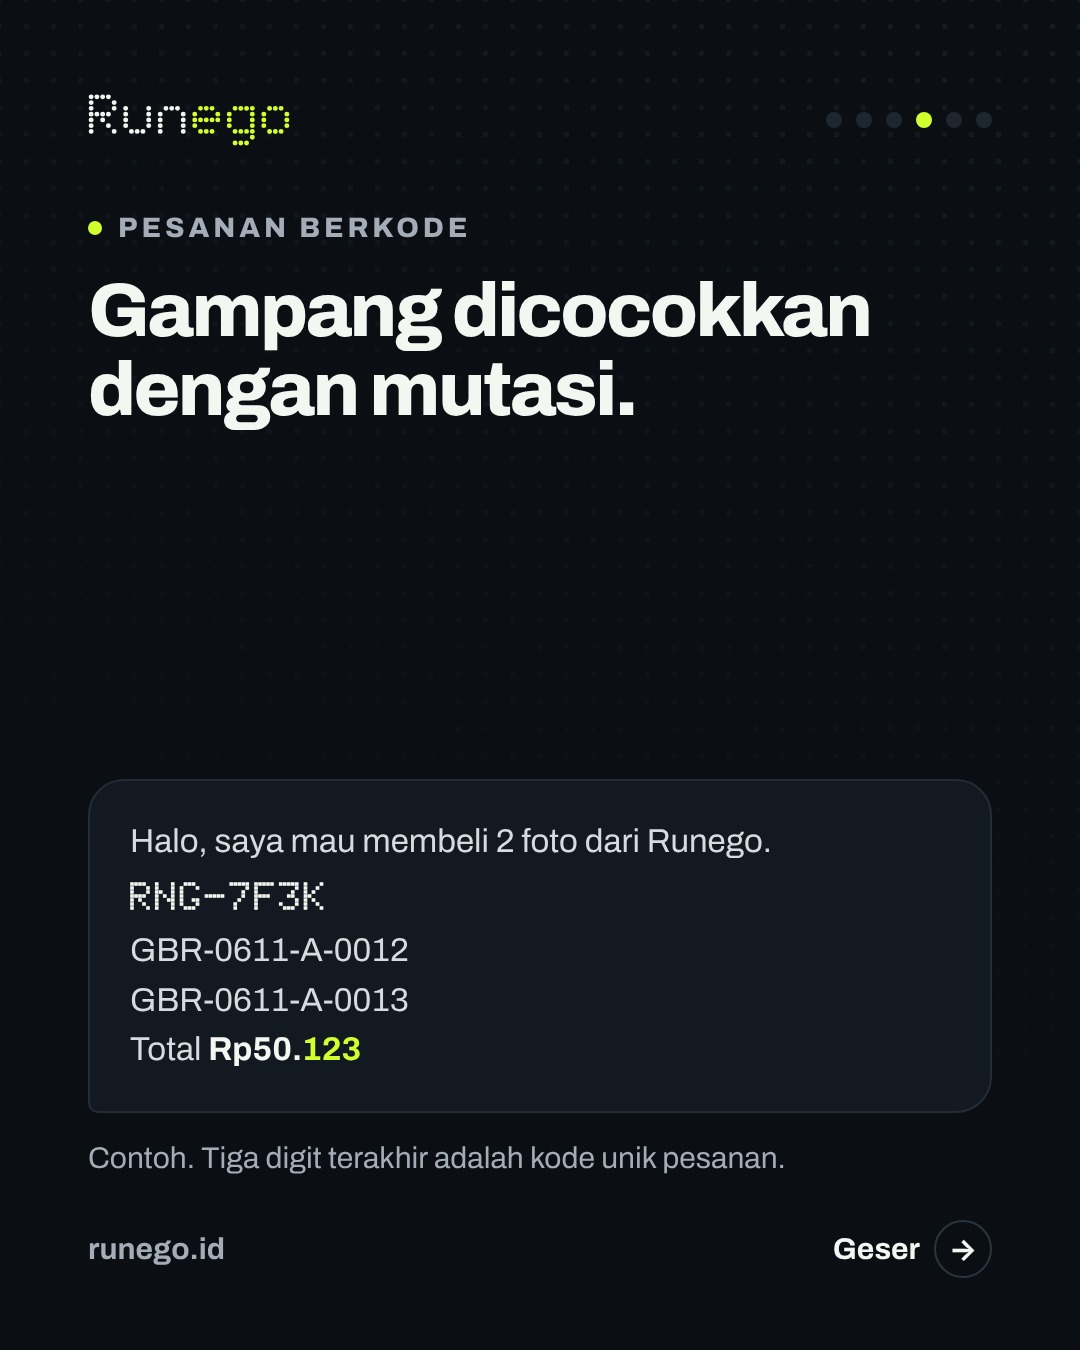 Runego
PESANAN BERKODE
Gampang dicocokkan
dengan mutasi.
Halo, saya mau membeli 2 foto dari Runego.
RNG-7F3K
GBR-0611-A-0012
GBR-0611-A-0013
Total Rp50.123
Contoh. Tiga digit terakhir adalah kode unik pesanan.
runego.id
Geser →